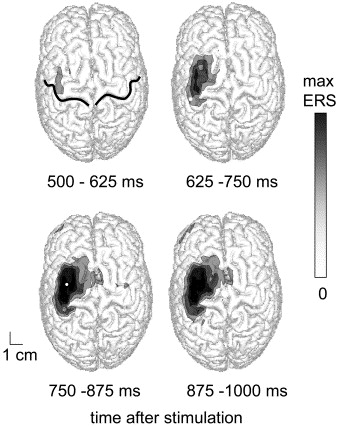 max
ERS
500 - 625 ms
625 -750 ms
0
1 cm
750 -875 ms
875 -1000 ms
time after stimulation